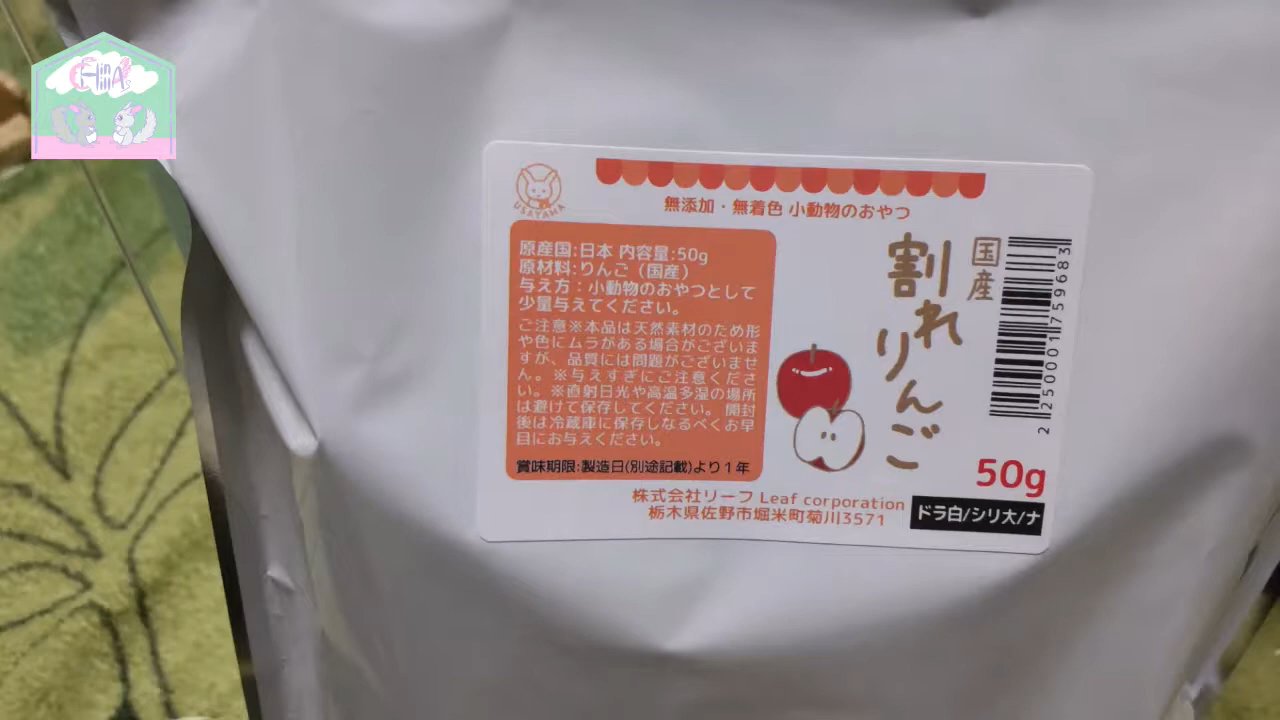 Chin
ChillA's
USAYAMA
無添加・無着色 小動物のおやつ
原産国:日本 内容量:50g
原材料:りんご（国産）
与え方：小動物のおやつとして
少量与えてください。
ご注意※本品は天然素材のため形
や色にムラがある場合がございま
すが、品質には問題がございませ
ん。※与えすぎにご注意くださ
い。※直射日光や高温多湿の場所
は避けて保存してください。開封
後は冷蔵庫に保存しなるべくお早
目にお与えください。
賞味期限:製造日(別途記載)より1年
国産
割れ
りんご
2250001759683
50g
株式会社リーフ Leaf corporation
栃木県佐野市堀米町菊川3571
ドラ白/シリ大/ナ